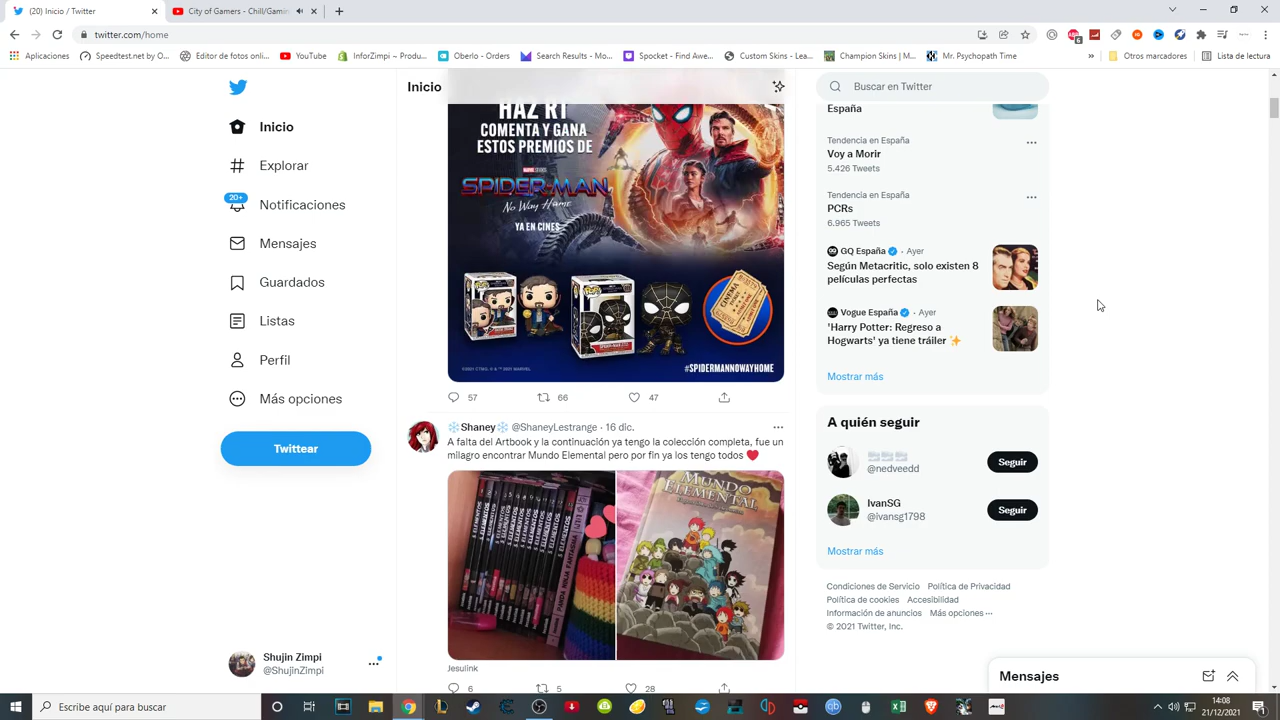 (20) Inicio / Twitter
City of Gamers - Chill/Gamin
twitter.com/home
Aplicaciones
Speedtest.net by O...
Editor de fotos onli...
YouTube
InforZimpi – Produ...
Oberlo - Orders
Search Results - Mo...
Spocket - Find Awe...
Custom Skins - Lea...
Champion Skins | M...
Mr. Psychopath Time
»
Otros marcadores
Lista de lectura
Inicio
Explorar
20+
Notificaciones
Mensajes
Guardados
Listas
Perfil
Más opciones
Twittear
Shujin Zimpi
@ShujinZimpi
Inicio
HAZ RT
COMENTA Y GANA
ESTOS PREMIOS DE
MARVEL STUDIOS
SPIDER-MAN
No Way Home
YA EN CINES
CINEMA
#SPIDERMANNOWAYHOME
57
66
47
❄️Shaney❄️ @ShaneyLestrange · 16 dic.
A falta del Artbook y la continuación ya tengo la colección completa, fue un
milagro encontrar Mundo Elemental pero por fin ya los tengo todos ❤️
5 ELEMENTOS
MUNDO
ELEMENTAL
Jesulink
6
5
28
Buscar en Twitter
España
Tendencia en España
Voy a Morir
5.426 Tweets
Tendencia en España
PCRs
6.965 Tweets
GQ España · Ayer
Según Metacritic, solo existen 8
películas perfectas
Vogue España · Ayer
'Harry Potter: Regreso a
Hogwarts' ya tiene tráiler ✨
Mostrar más
A quién seguir
@nedveedd
Seguir
IvanSG
@ivansg1798
Seguir
Mostrar más
Condiciones de Servicio Política de Privacidad
Política de cookies Accesibilidad
Información de anuncios Más opciones ···
© 2021 Twitter, Inc.
Mensajes
Escribe aquí para buscar
14:08
21/12/2021